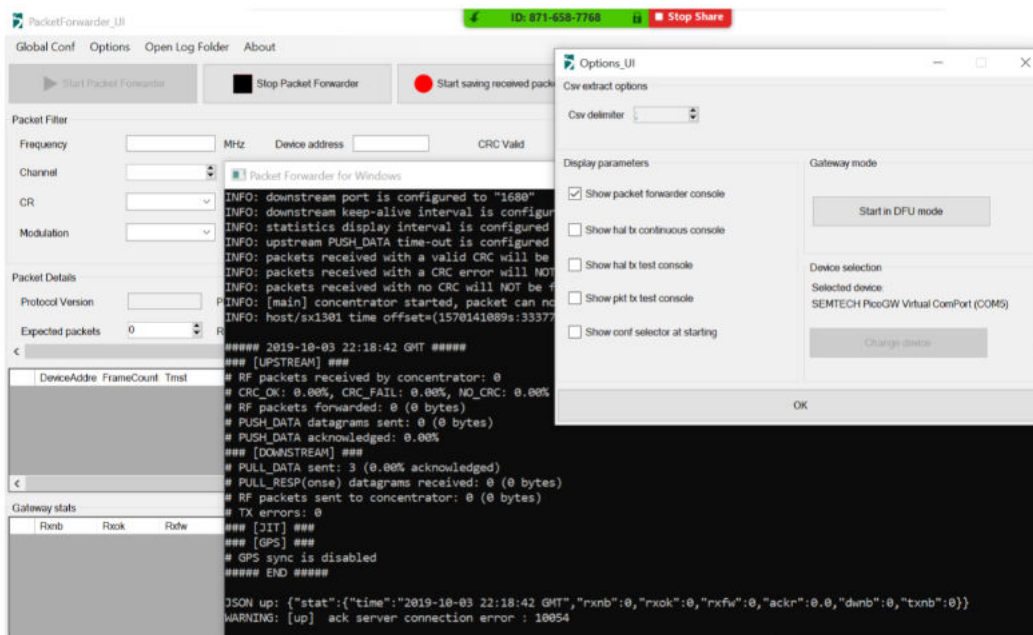 PacketForwarder_UI
ID: 871-658-7768
Stop Share
Global Conf Options Open Log Folder About
Start Packet Forwarder
Stop Packet Forwarder
Start saving received packe
Packet Filter
Frequency
MHz
Device address
CRC Valid
Channel
CR
Modulation
Packet Details
Protocol Version
P
Expected packets
0
R
DeviceAddre FrameCount Tmst
Gateway stats
Rxnb Rxok Rxfw
Packet Forwarder for Windows
INFO: downstream port is configured to "1680"
INFO: downstream keep-alive interval is configur
INFO: statistics display interval is configured
INFO: upstream PUSH_DATA time-out is configured
INFO: packets received with a valid CRC will be
INFO: packets received with a CRC error will NOT
INFO: packets received with no CRC will NOT be f
INFO: [main] concentrator started, packet can no
INFO: host/sx1301 time offset=(1570141089s:33377
##### 2019-10-03 22:18:42 GMT #####
### [UPSTREAM] ###
# RF packets received by concentrator: 0
# CRC_OK: 0.00%, CRC_FAIL: 0.00%, NO_CRC: 0.00%
# RF packets forwarded: 0 (0 bytes)
# PUSH_DATA datagrams sent: 0 (0 bytes)
# PUSH_DATA acknowledged: 0.00%
### [DOWNSTREAM] ###
# PULL_DATA sent: 3 (0.00% acknowledged)
# PULL_RESP(onse) datagrams received: 0 (0 bytes)
# RF packets sent to concentrator: 0 (0 bytes)
# TX errors: 0
### [JIT] ###
### [GPS] ###
# GPS sync is disabled
##### END #####
JSON up: {"stat":{"time":"2019-10-03 22:18:42 GMT","rxnb":0,"rxok":0,"rxfw":0,"ackr":0.0,"dwnb":0,"txnb":0}}
WARNING: [up] ack server connection error : 10054
Options_UI
Csv extract options
Csv delimiter
Display parameters
Show packet forwarder console
Show hal tx continuous console
Show hal tx test console
Show pkt tx test console
Show conf selector at starting
Gateway mode
Start in DFU mode
Device selection
Selected device:
SEMTECH PicoGW Virtual ComPort (COM5)
Change device
OK